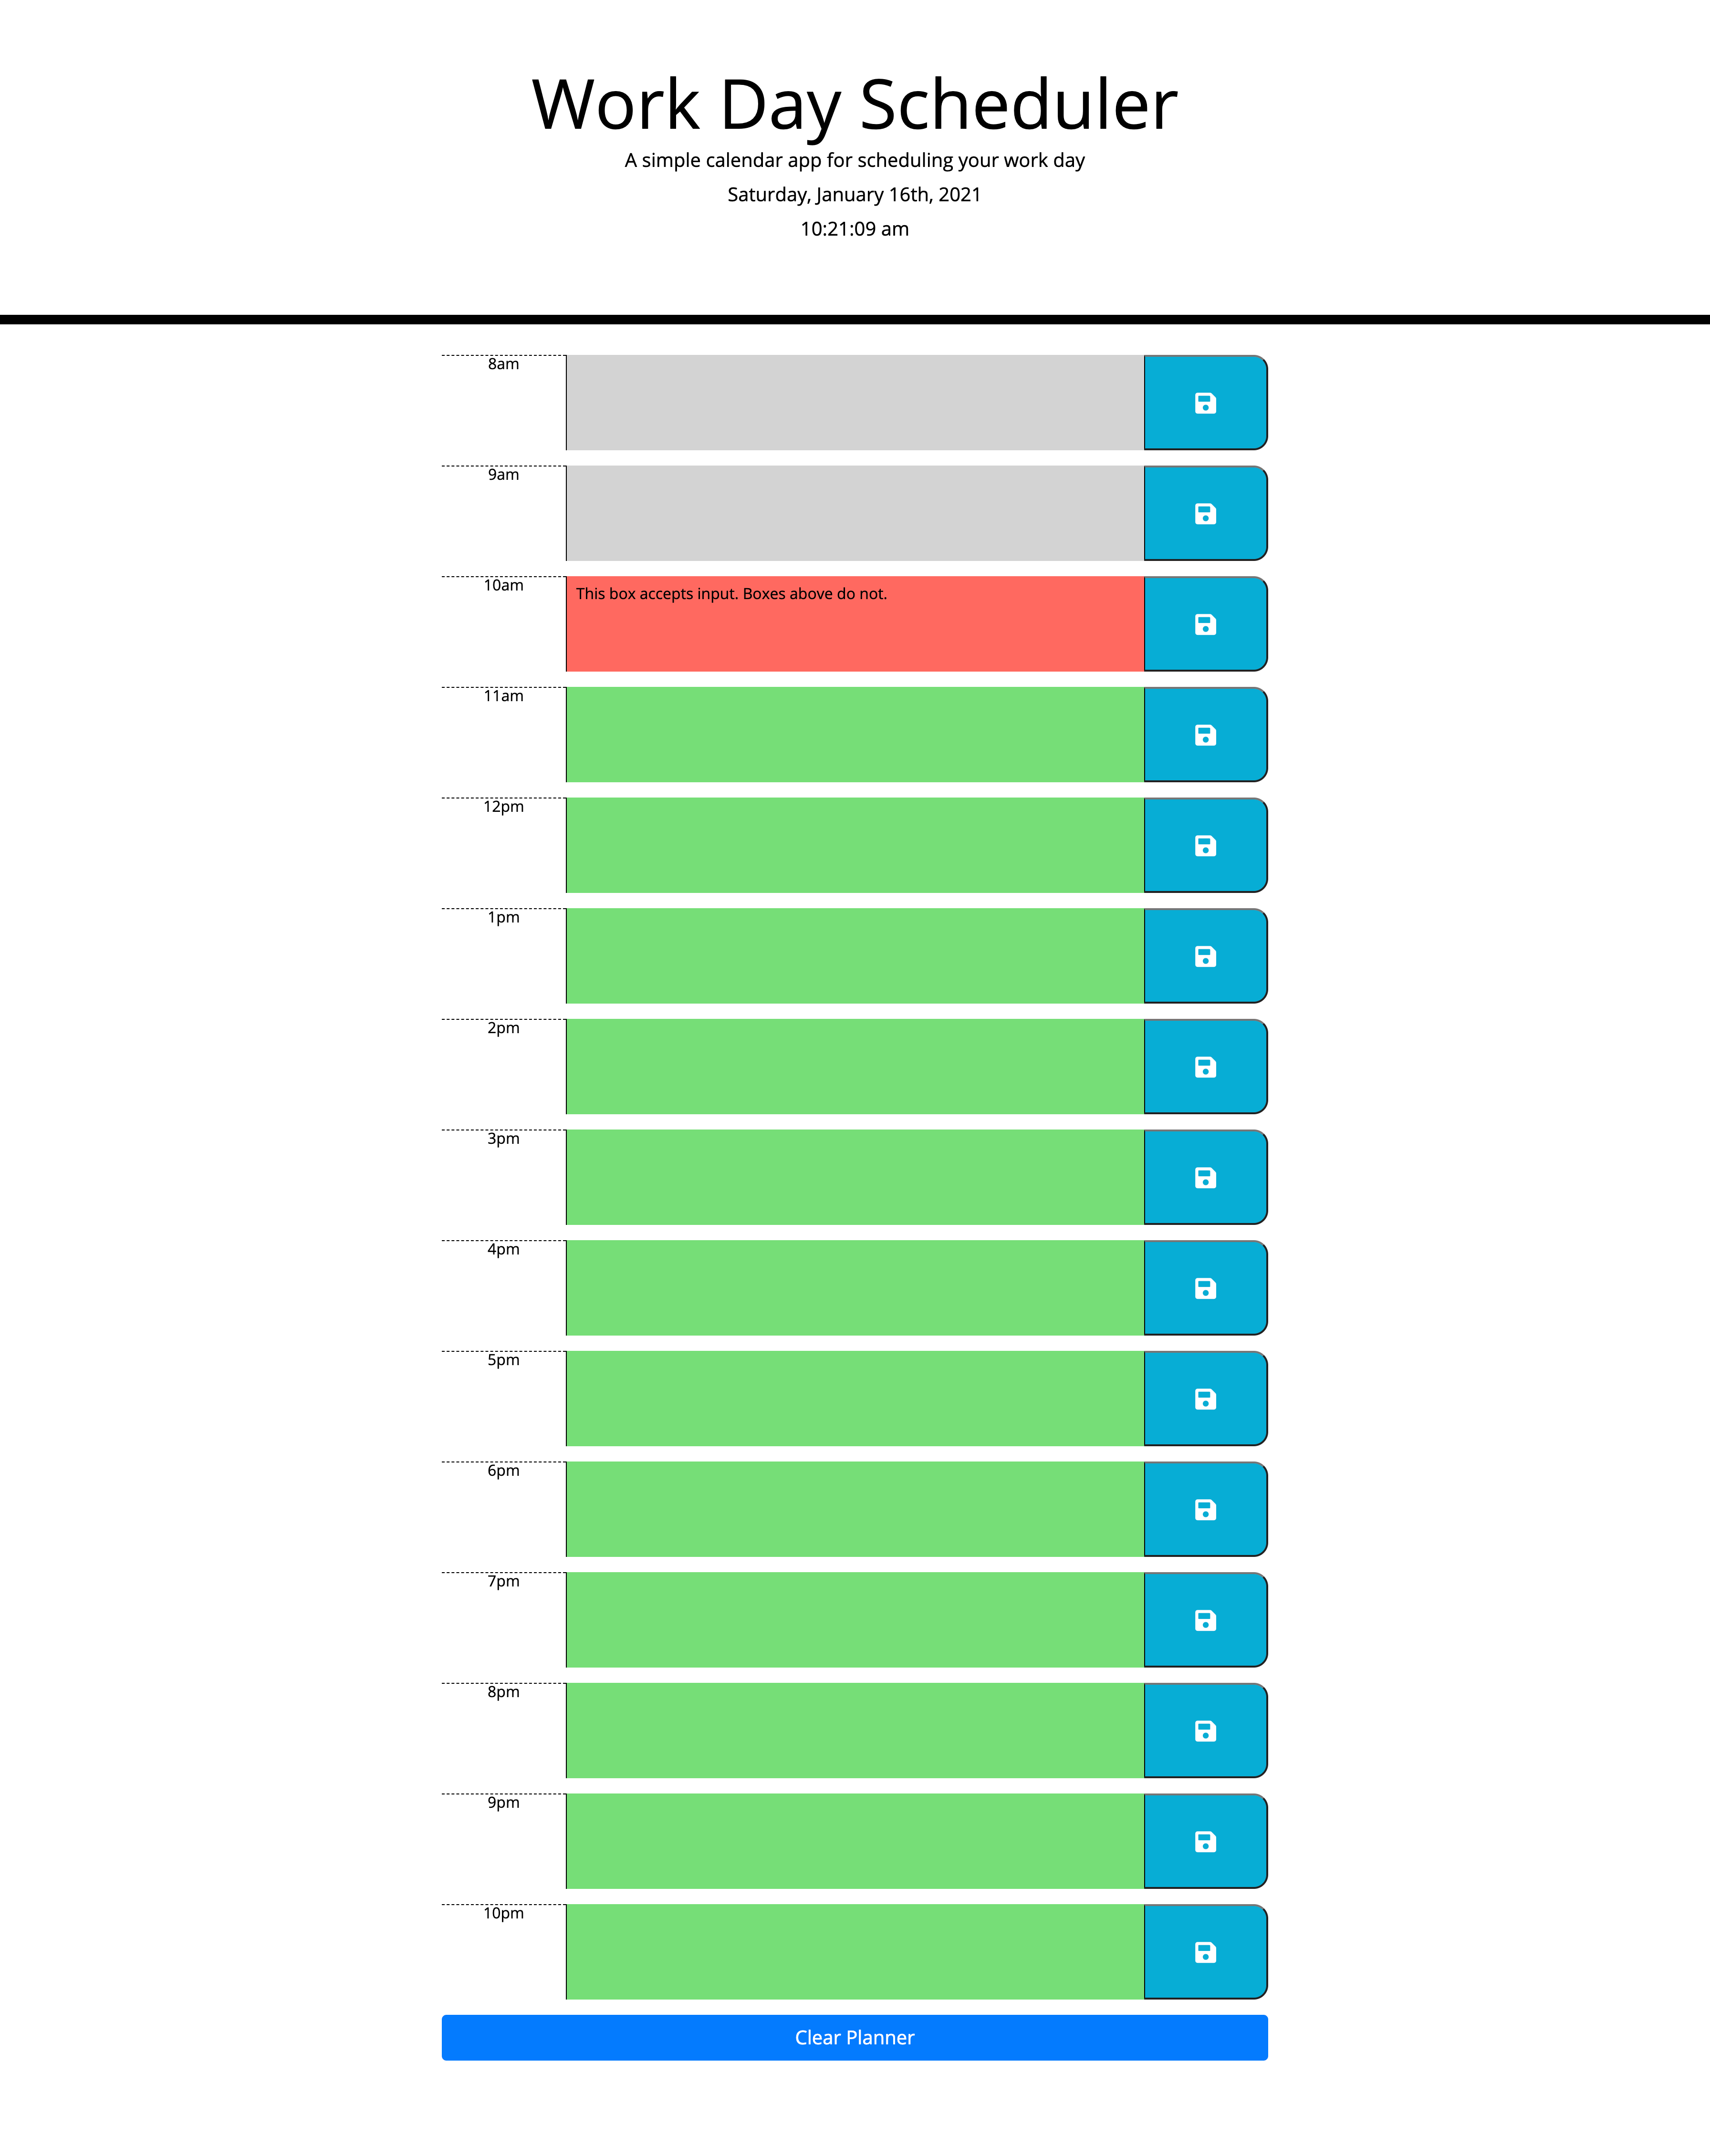 Work Day Scheduler
A simple calendar app for scheduling your work day
Saturday, January 16th, 2021
10:21:09 am
8am
9am
10am
This box accepts input. Boxes above do not.
11am
12pm
1pm
2pm
3pm
4pm
5pm
6pm
7pm
8pm
9pm
10pm
Clear Planner